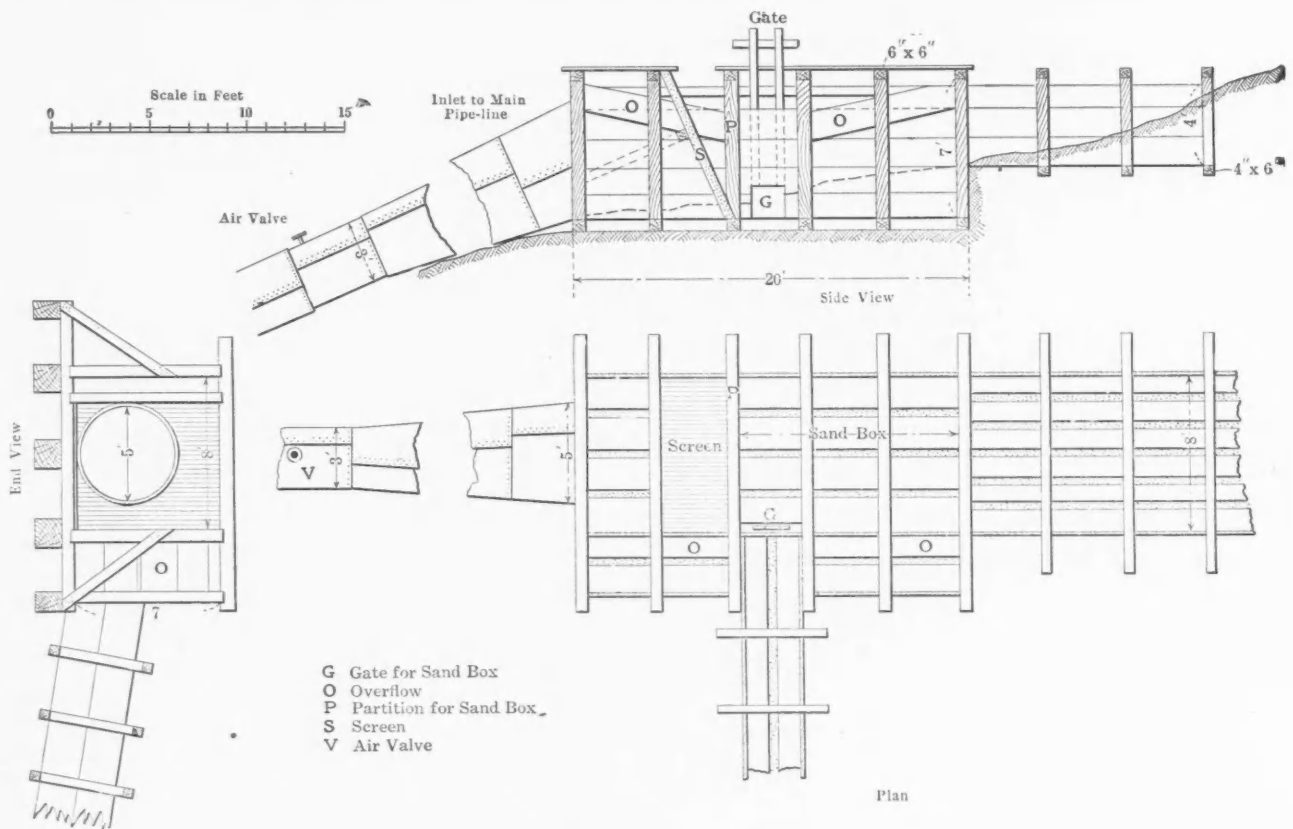 Gate
6" x 6"
Scale in Feet
0 5 10 15
Inlet to Main
Pipe-line
O P O
S
7'
4'
4" x 6"
G
Air Valve
3'
20'
Side View
End View
5'
8'
O
7
V 3'
5'
Screen
P
Sand Box
8
G
O O
G Gate for Sand Box
O Overflow
P Partition for Sand Box
S Screen
V Air Valve
Plan